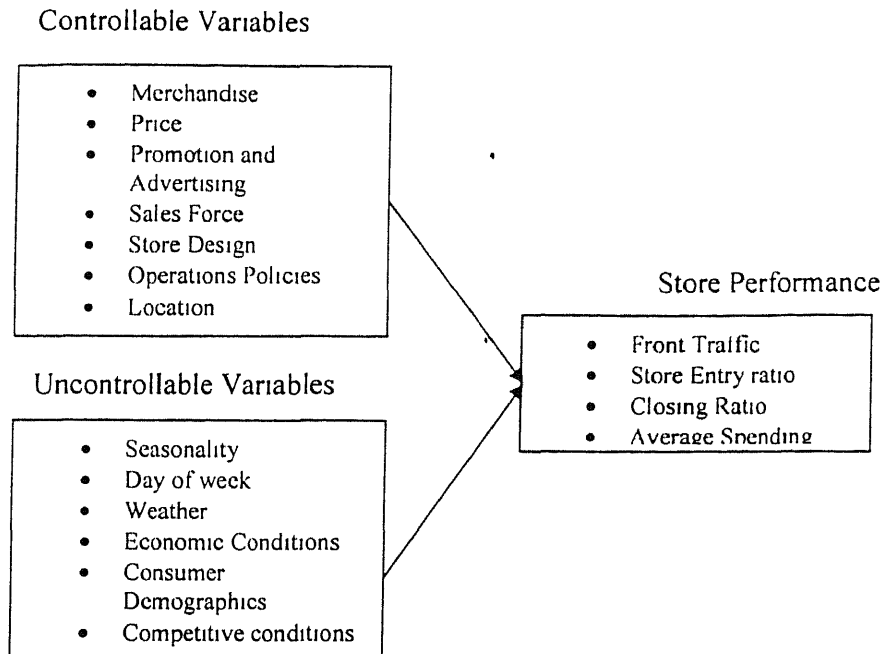 Controllable Variables
• Merchandise
• Price
• Promotion and
Advertising
• Sales Force
• Store Design
• Operations Policies
• Location
Store Performance
• Front Traffic
• Store Entry ratio
• Closing Ratio
• Average Spending
Uncontrollable Variables
• Seasonality
• Day of week
• Weather
• Economic Conditions
• Consumer
Demographics
• Competitive conditions